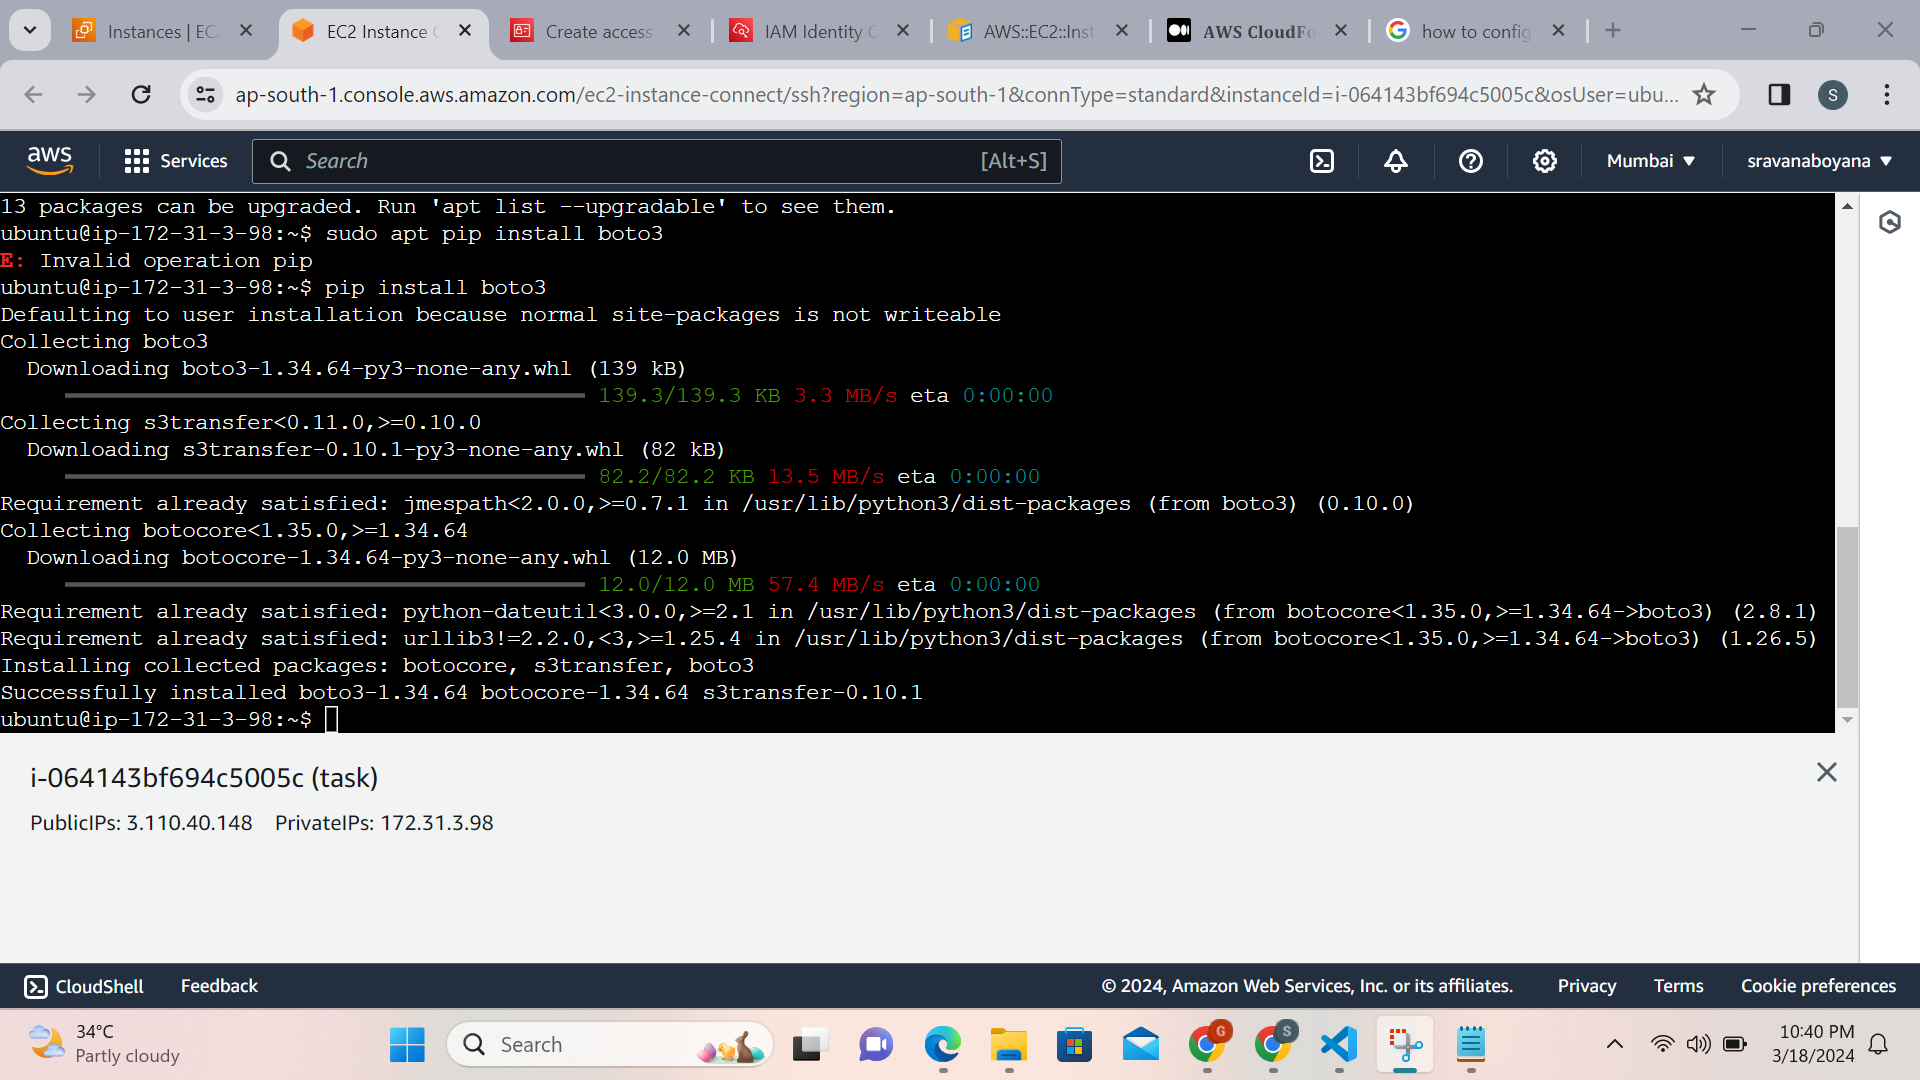 Instances | EC2
EC2 Instance C
Create access
IAM Identity C
AWS::EC2::Inst
AWS CloudFo
how to config
ap-south-1.console.aws.amazon.com/ec2-instance-connect/ssh?region=ap-south-1&connType=standard&instanceId=i-064143bf694c5005c&osUser=ubu...
S
aws
Services
Search
[Alt+S]
Mumbai
sravanaboyana
13 packages can be upgraded. Run 'apt list --upgradable' to see them.
ubuntu@ip-172-31-3-98:~$ sudo apt pip install boto3
E: Invalid operation pip
ubuntu@ip-172-31-3-98:~$ pip install boto3
Defaulting to user installation because normal site-packages is not writeable
Collecting boto3
Downloading boto3-1.34.64-py3-none-any.whl (139 kB)
139.3/139.3 KB 3.3 MB/s eta 0:00:00
Collecting s3transfer<0.11.0,>=0.10.0
Downloading s3transfer-0.10.1-py3-none-any.whl (82 kB)
82.2/82.2 KB 13.5 MB/s eta 0:00:00
Requirement already satisfied: jmespath<2.0.0,>=0.7.1 in /usr/lib/python3/dist-packages (from boto3) (0.10.0)
Collecting botocore<1.35.0,>=1.34.64
Downloading botocore-1.34.64-py3-none-any.whl (12.0 MB)
12.0/12.0 MB 57.4 MB/s eta 0:00:00
Requirement already satisfied: python-dateutil<3.0.0,>=2.1 in /usr/lib/python3/dist-packages (from botocore<1.35.0,>=1.34.64->boto3) (2.8.1)
Requirement already satisfied: urllib3!=2.2.0,<3,>=1.25.4 in /usr/lib/python3/dist-packages (from botocore<1.35.0,>=1.34.64->boto3) (1.26.5)
Installing collected packages: botocore, s3transfer, boto3
Successfully installed boto3-1.34.64 botocore-1.34.64 s3transfer-0.10.1
ubuntu@ip-172-31-3-98:~$
i-064143bf694c5005c (task)
PublicIPs: 3.110.40.148 PrivateIPs: 172.31.3.98
CloudShell
Feedback
© 2024, Amazon Web Services, Inc. or its affiliates.
Privacy
Terms
Cookie preferences
34°C
Partly cloudy
Search
G
S
10:40 PM
3/18/2024